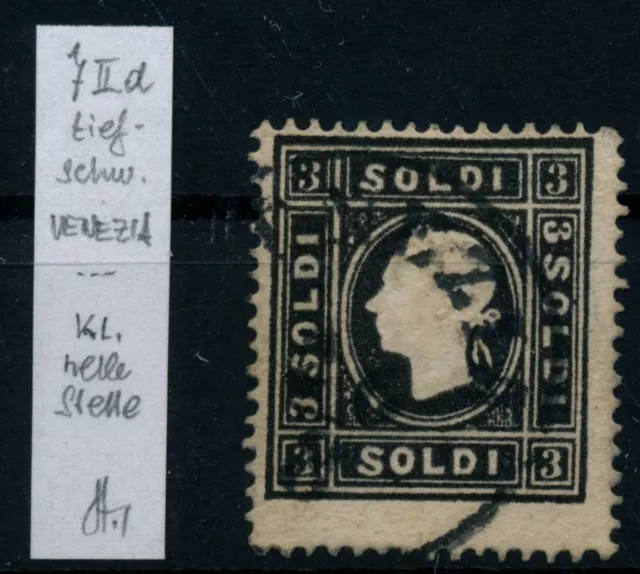 7 II d
tief-
schw.
VENEZIA
---
Kl.
helle
Stelle
3 SOLDI 3
3 SOLDI
3 SOLDI
3 SOLDI 3